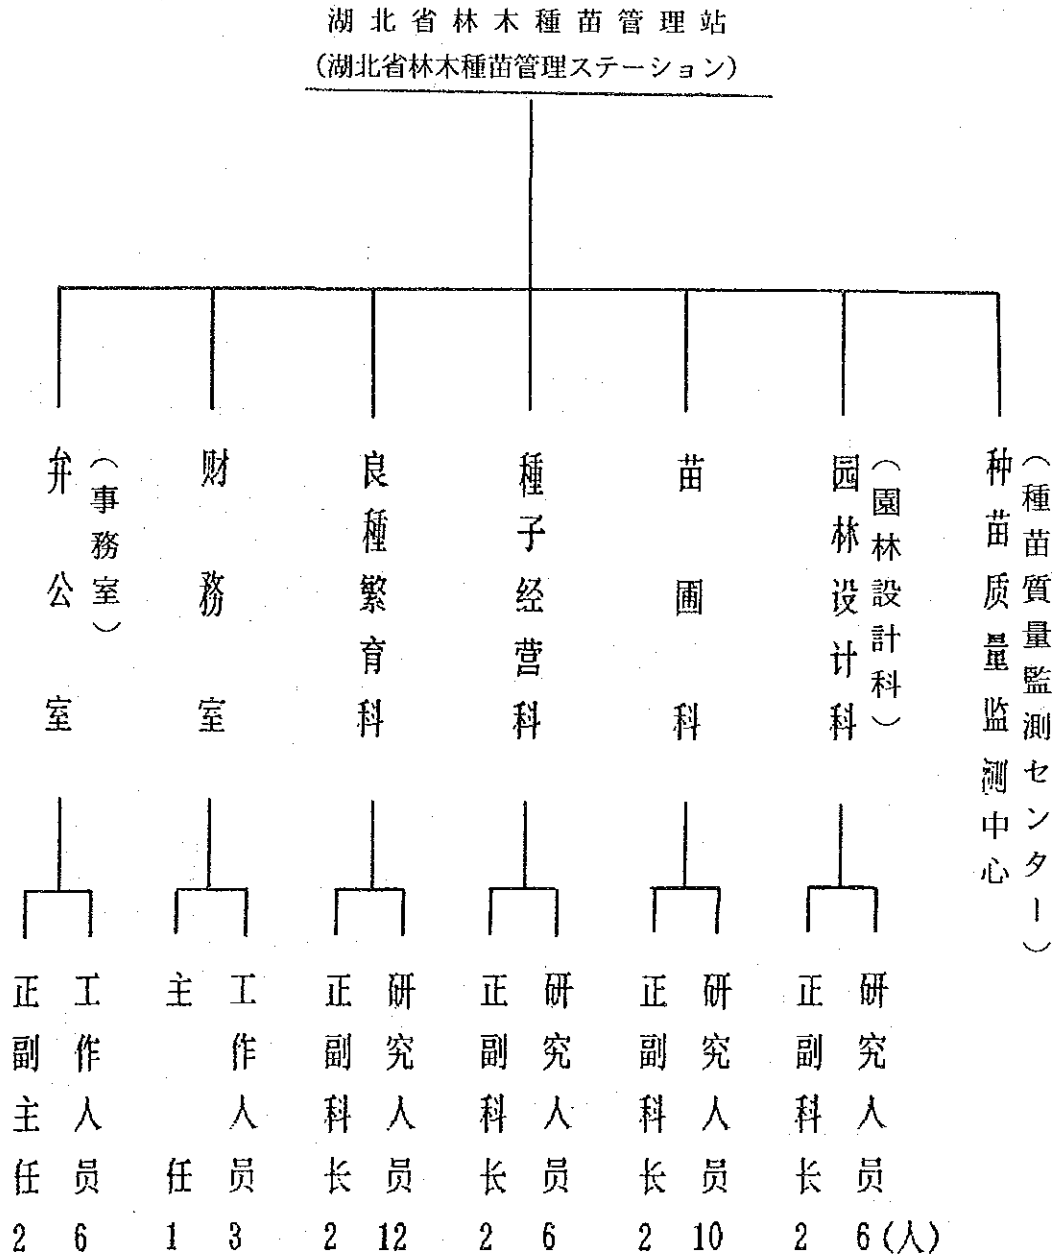 湖北省林木種苗管理站
(湖北省林木種苗管理ステーション)
弁公室
(事務室)
财務室
良種繁育科
種子经营科
苗圃科
园林设计科
(園林設計科)
种苗质量监测中心
(種苗質量監測センター)
正副主任 2
工作人员 6
主任 1
工作人员 3
正副科长 2
研究人员 12
正副科长 2
研究人员 6
正副科长 2
研究人员 10
正副科长 2
研究人员 6 (人)